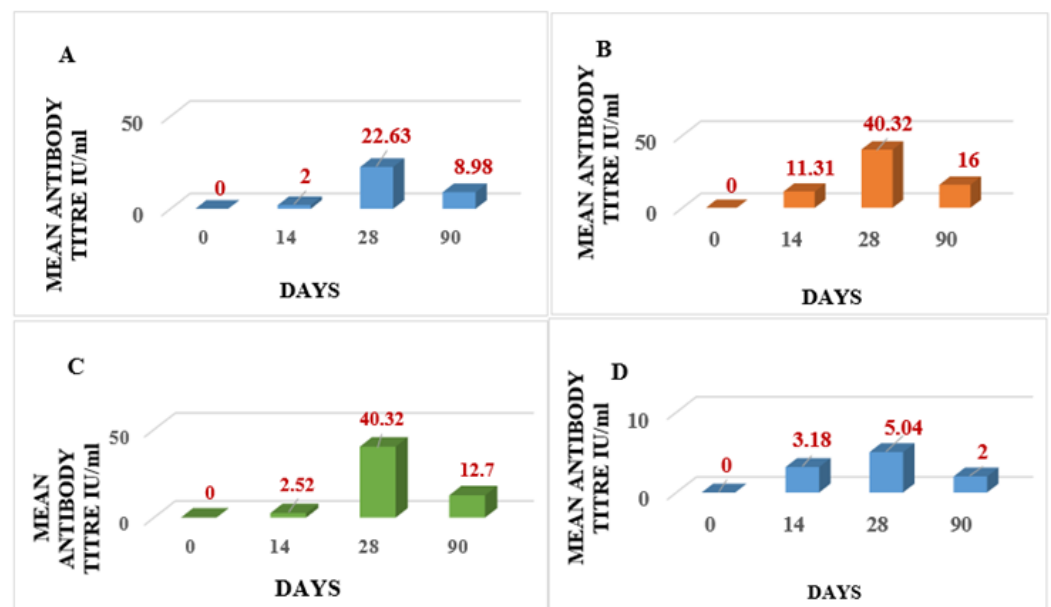 A
MEAN ANTIBODY
TITRE IU/ml
50
0
0
2
22.63
8.98
0
14
28
90
DAYS
B
MEAN ANTIBODY
TITRE IU/ml
50
0
0
11.31
40.32
16
0
14
28
90
DAYS
C
MEAN
ANTIBODY
TITRE IU/ml
50
0
0
2.52
40.32
12.7
0
14
28
90
DAYS
D
MEAN ANTIBODY
TITRE IU/ml
10
0
0
3.18
5.04
2
0
14
28
90
DAYS